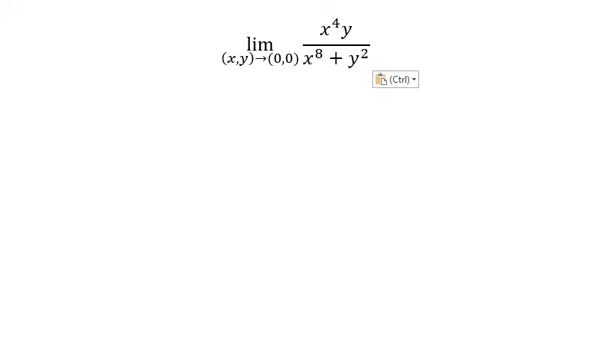 lim (x,y)→(0,0) x⁴y / x⁸ + y²
(Ctrl)